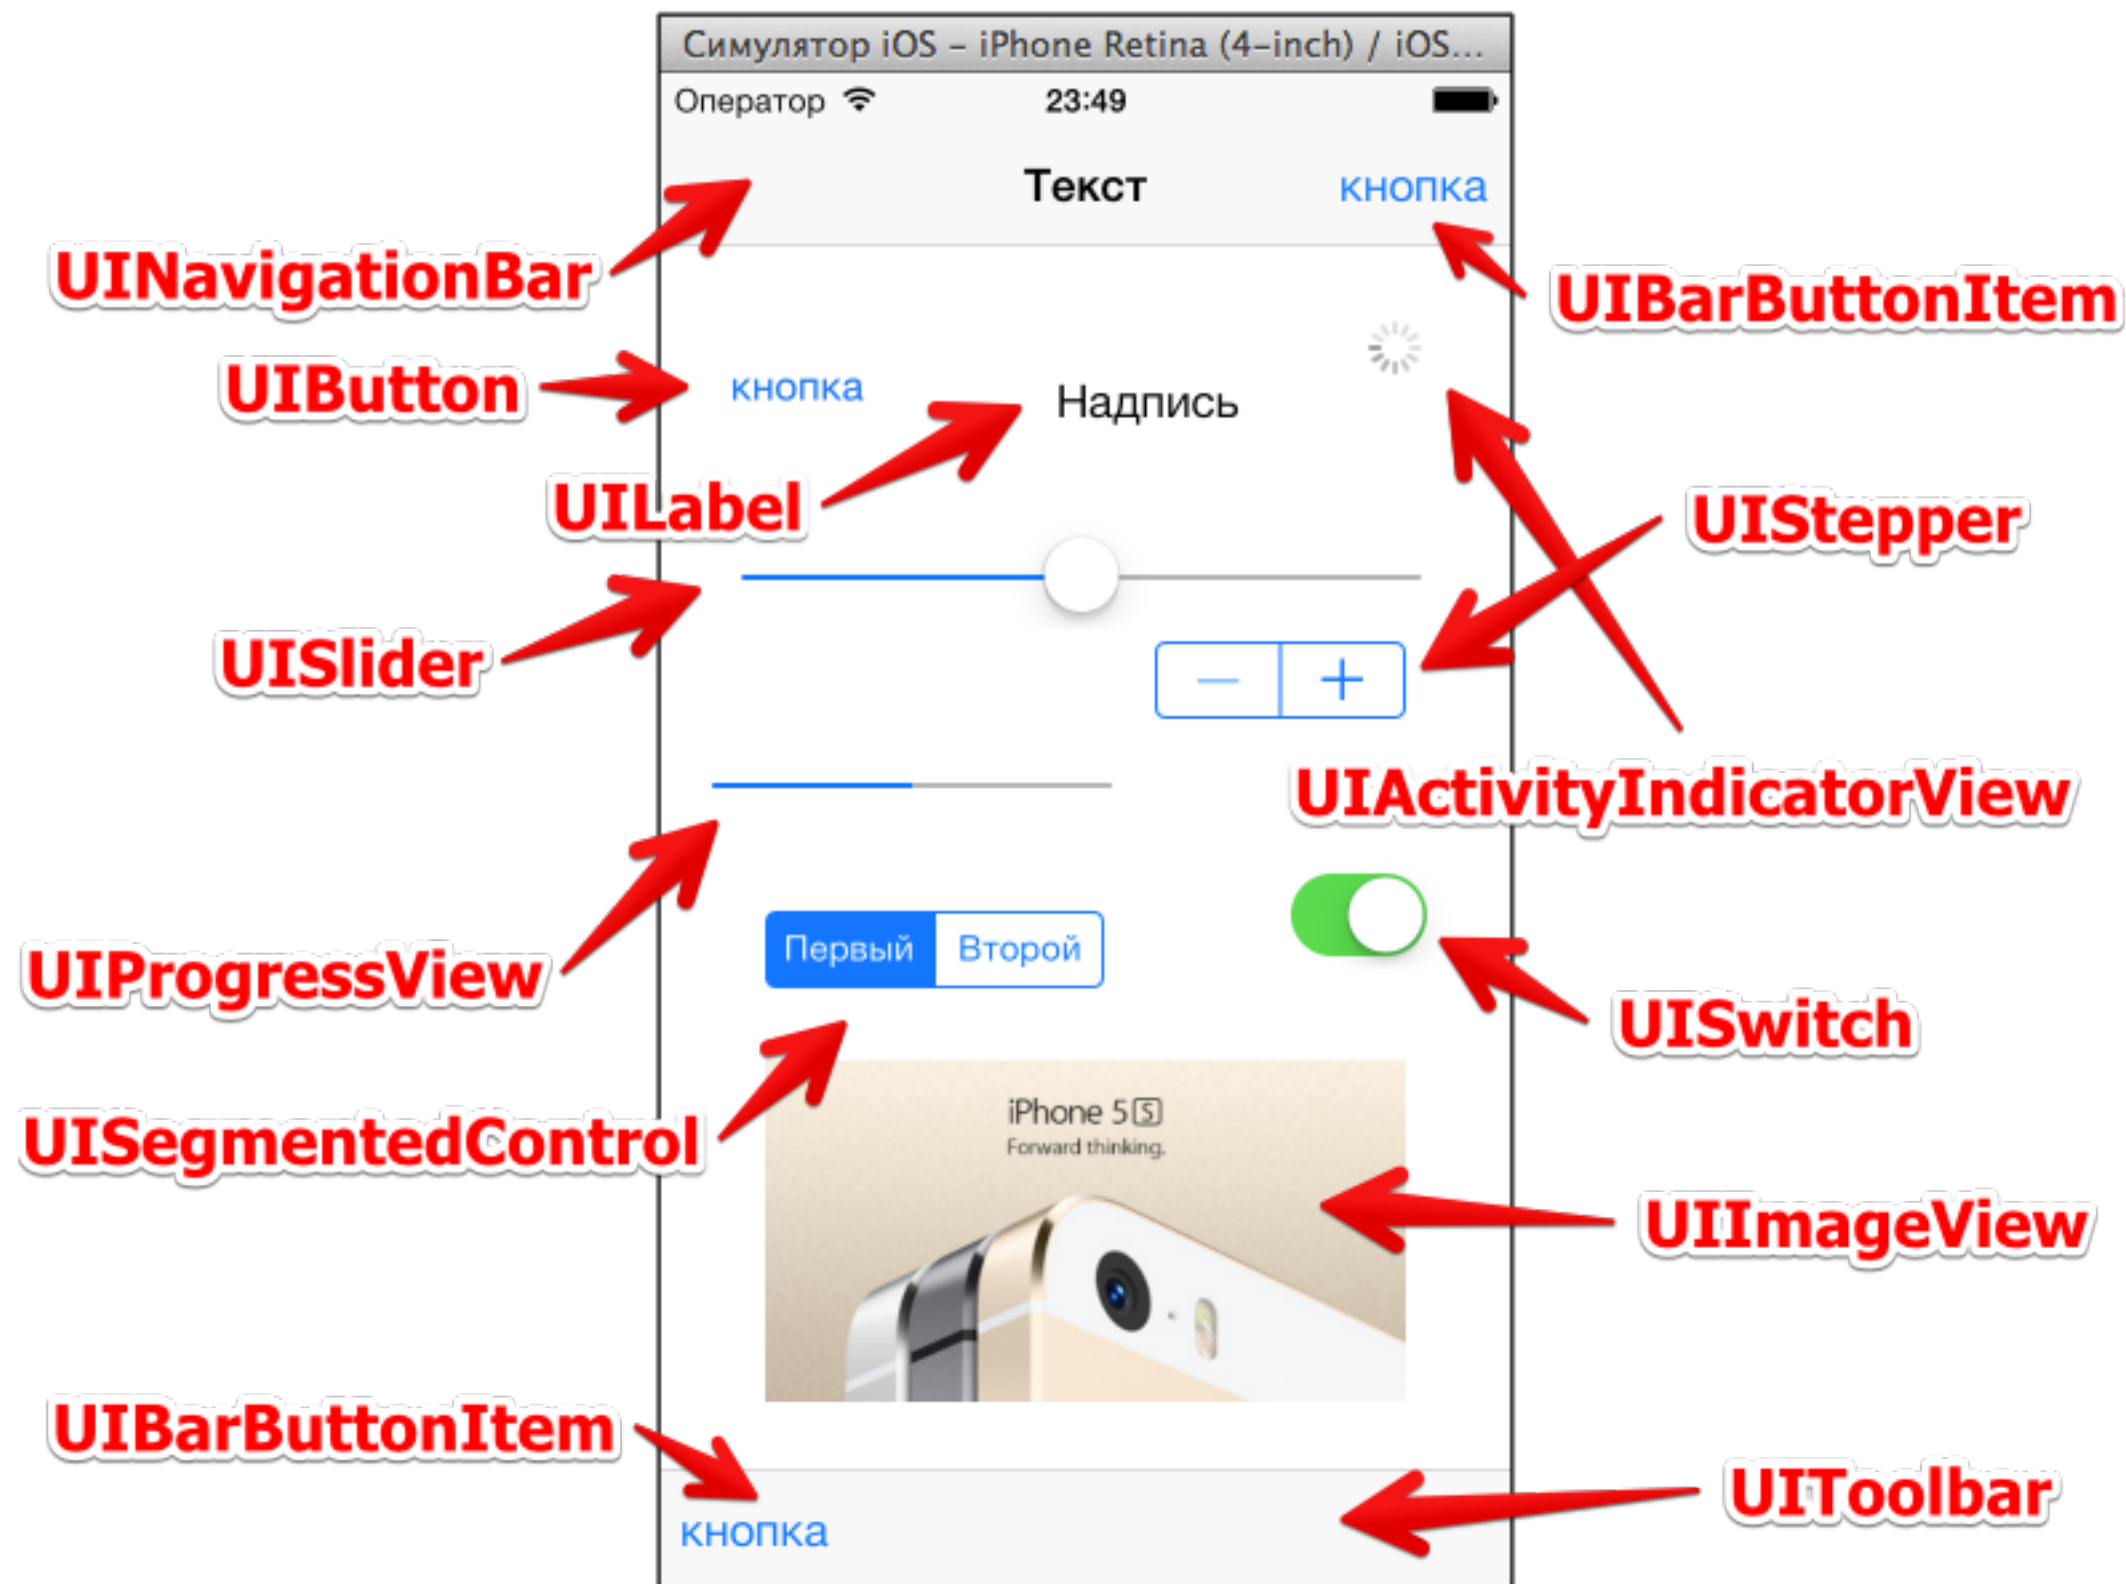 Симулятор iOS – iPhone Retina (4-inch) / iOS...
Оператор 23:49
Текст кнопка
UINavigationBar
UIBarButtonItem
UIButton
кнопка
Надпись
UILabel
UIStepper
UISlider
UIActivityIndicatorView
UIProgressView
Первый Второй
UISwitch
UISegmentedControl
iPhone 5S
Forward thinking.
UIImageView
UIBarButtonItem
UIToolbar
кнопка